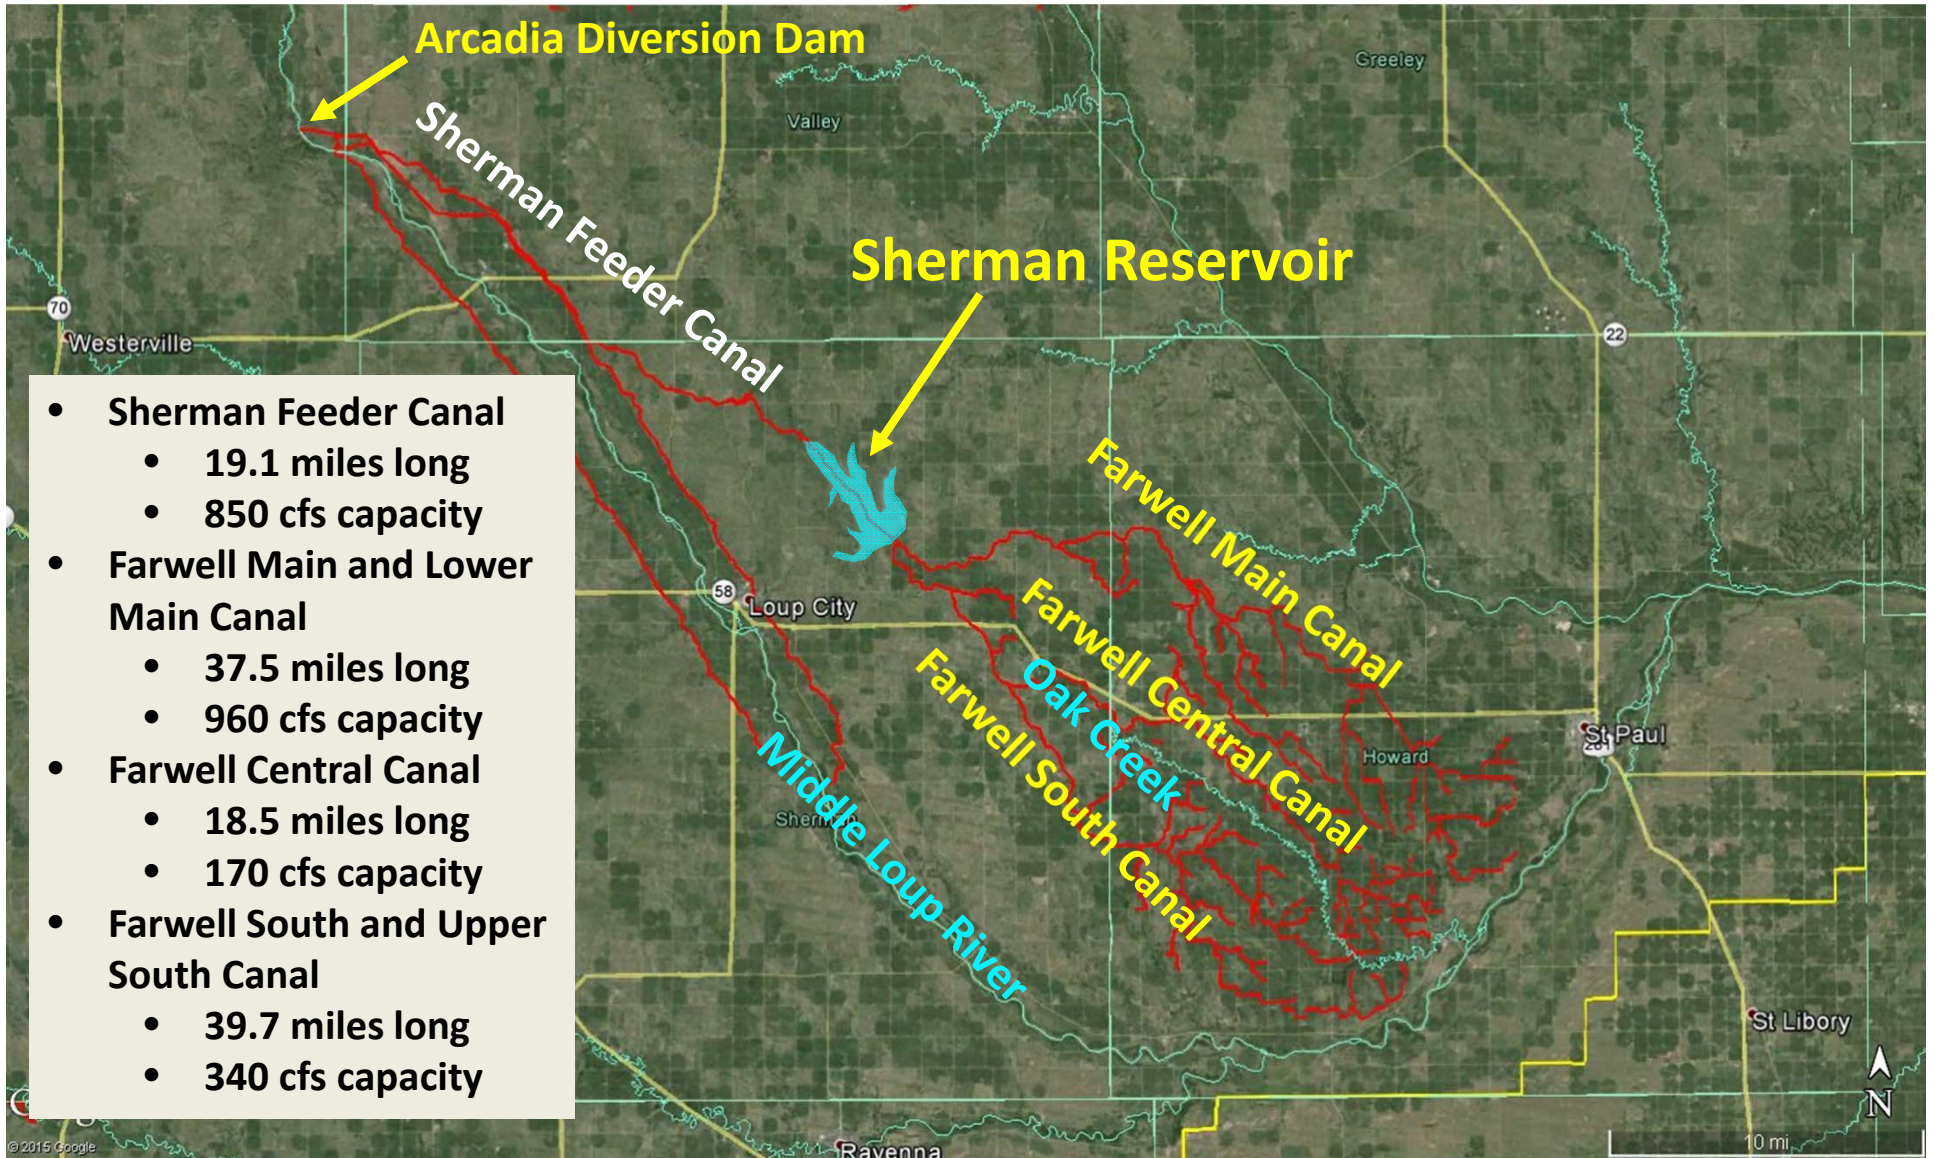 Arcadia Diversion Dam
Greeley
Sherman Feeder Canal
Valley
Sherman Reservoir
70
Westerville
22
• Sherman Feeder Canal
• 19.1 miles long
• 850 cfs capacity
• Farwell Main and Lower
Main Canal
• 37.5 miles long
• 960 cfs capacity
• Farwell Central Canal
• 18.5 miles long
• 170 cfs capacity
• Farwell South and Upper
South Canal
• 39.7 miles long
• 340 cfs capacity
Farwell Main Canal
58
Loup City
Farwell Central Canal
Oak Creek
Farwell South Canal
St Paul
Howard
Middle Loup River
Sherman
St Libory
N
10 mi
© 2015 Google
Ravenna